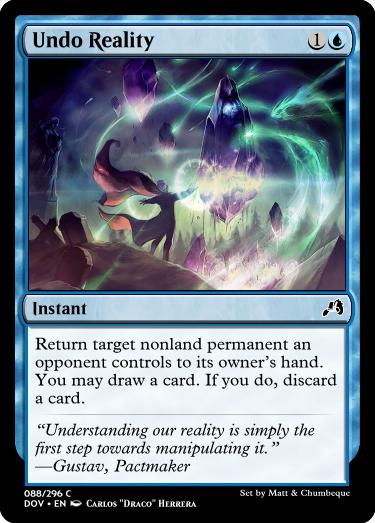 Undo Reality 1
Instant
Return target nonland permanent an
opponent controls to its owner's hand.
You may draw a card. If you do, discard
a card.
“Understanding our reality is simply the
first step towards manipulating it.”
—Gustav, Pactmaker
088/296 C
DOV • EN Carlos "Draco" Herrera
Set by Matt & Chumbeque